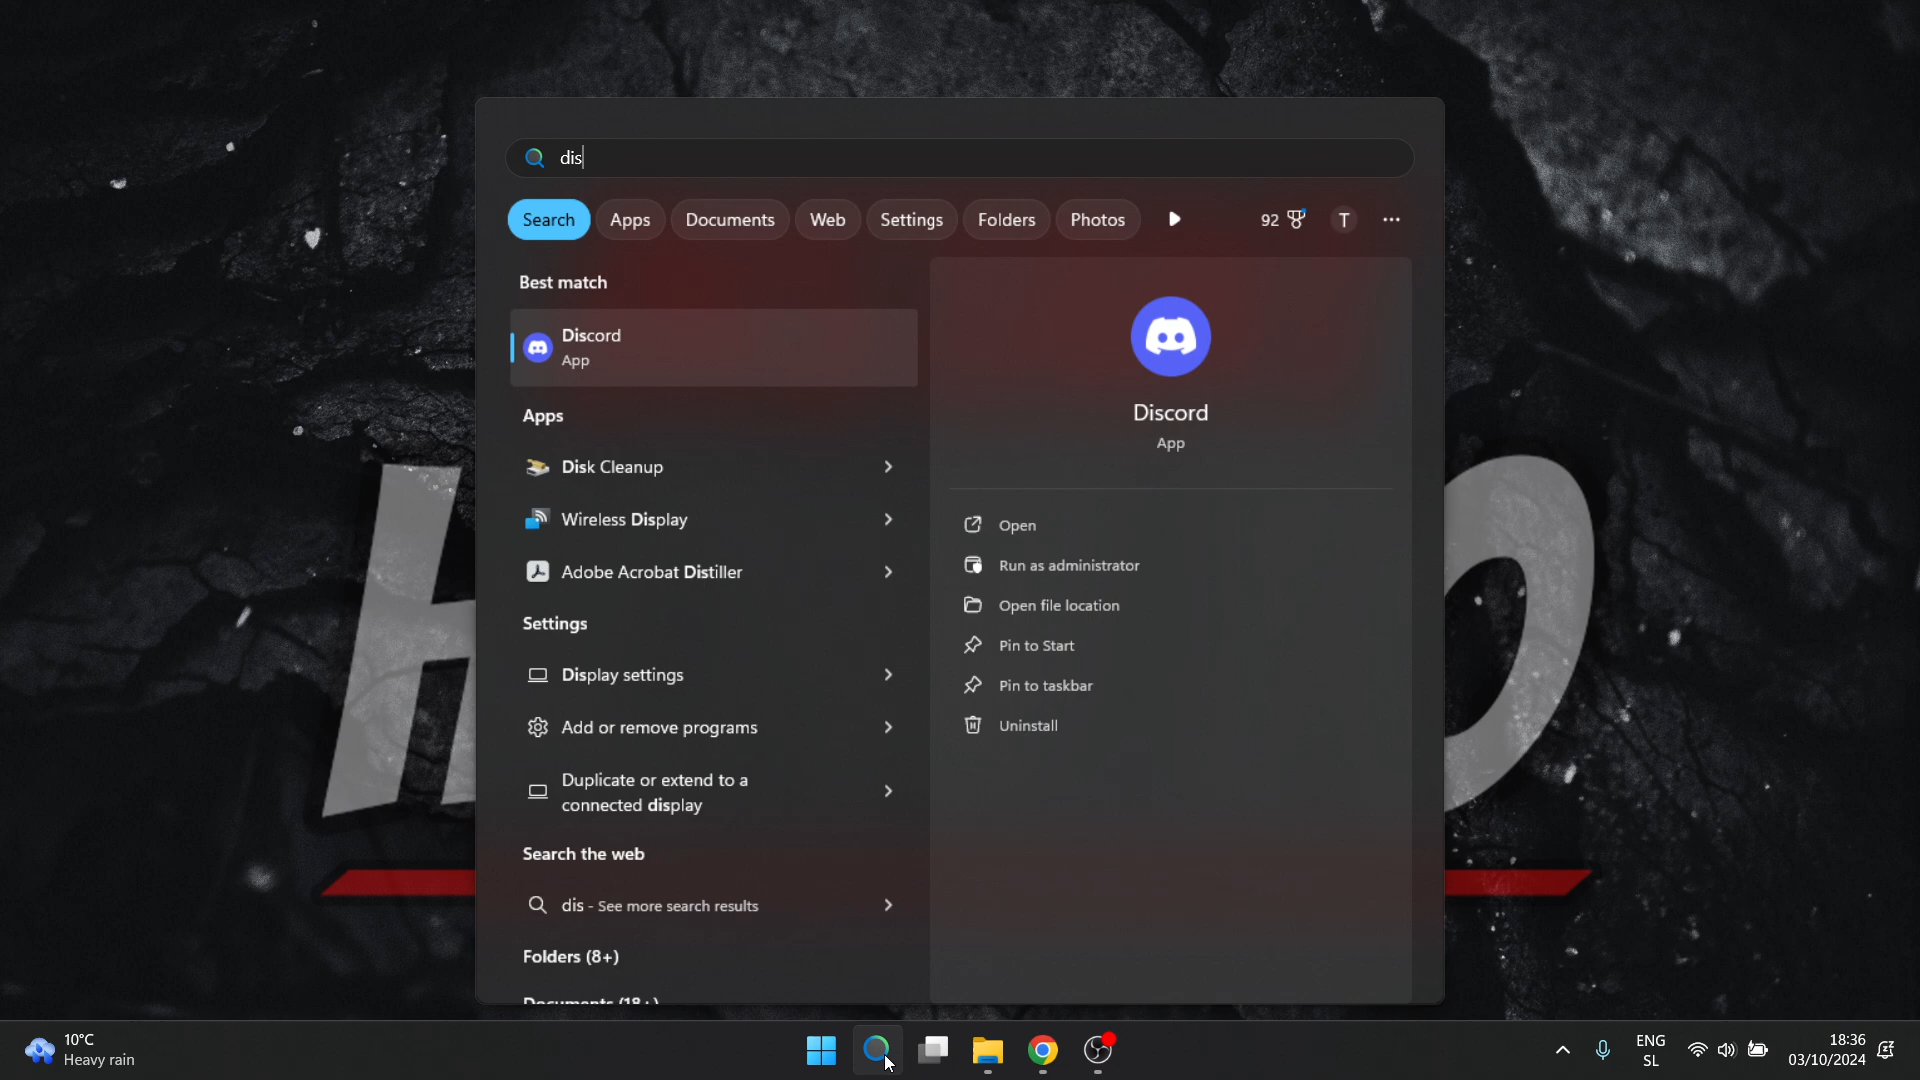 dis
Search Apps Documents Web Settings Folders Photos 92 T
Best match
Discord
App
Apps
Disk Cleanup
Wireless Display
Adobe Acrobat Distiller
Settings
Display settings
Add or remove programs
Duplicate or extend to a
connected display
Search the web
dis - See more search results
Folders (8+)
Documents (18+)
Discord
App
Open
Run as administrator
Open file location
Pin to Start
Pin to taskbar
Uninstall
H
O
10°C
Heavy rain
ENG
SL
18:36
03/10/2024